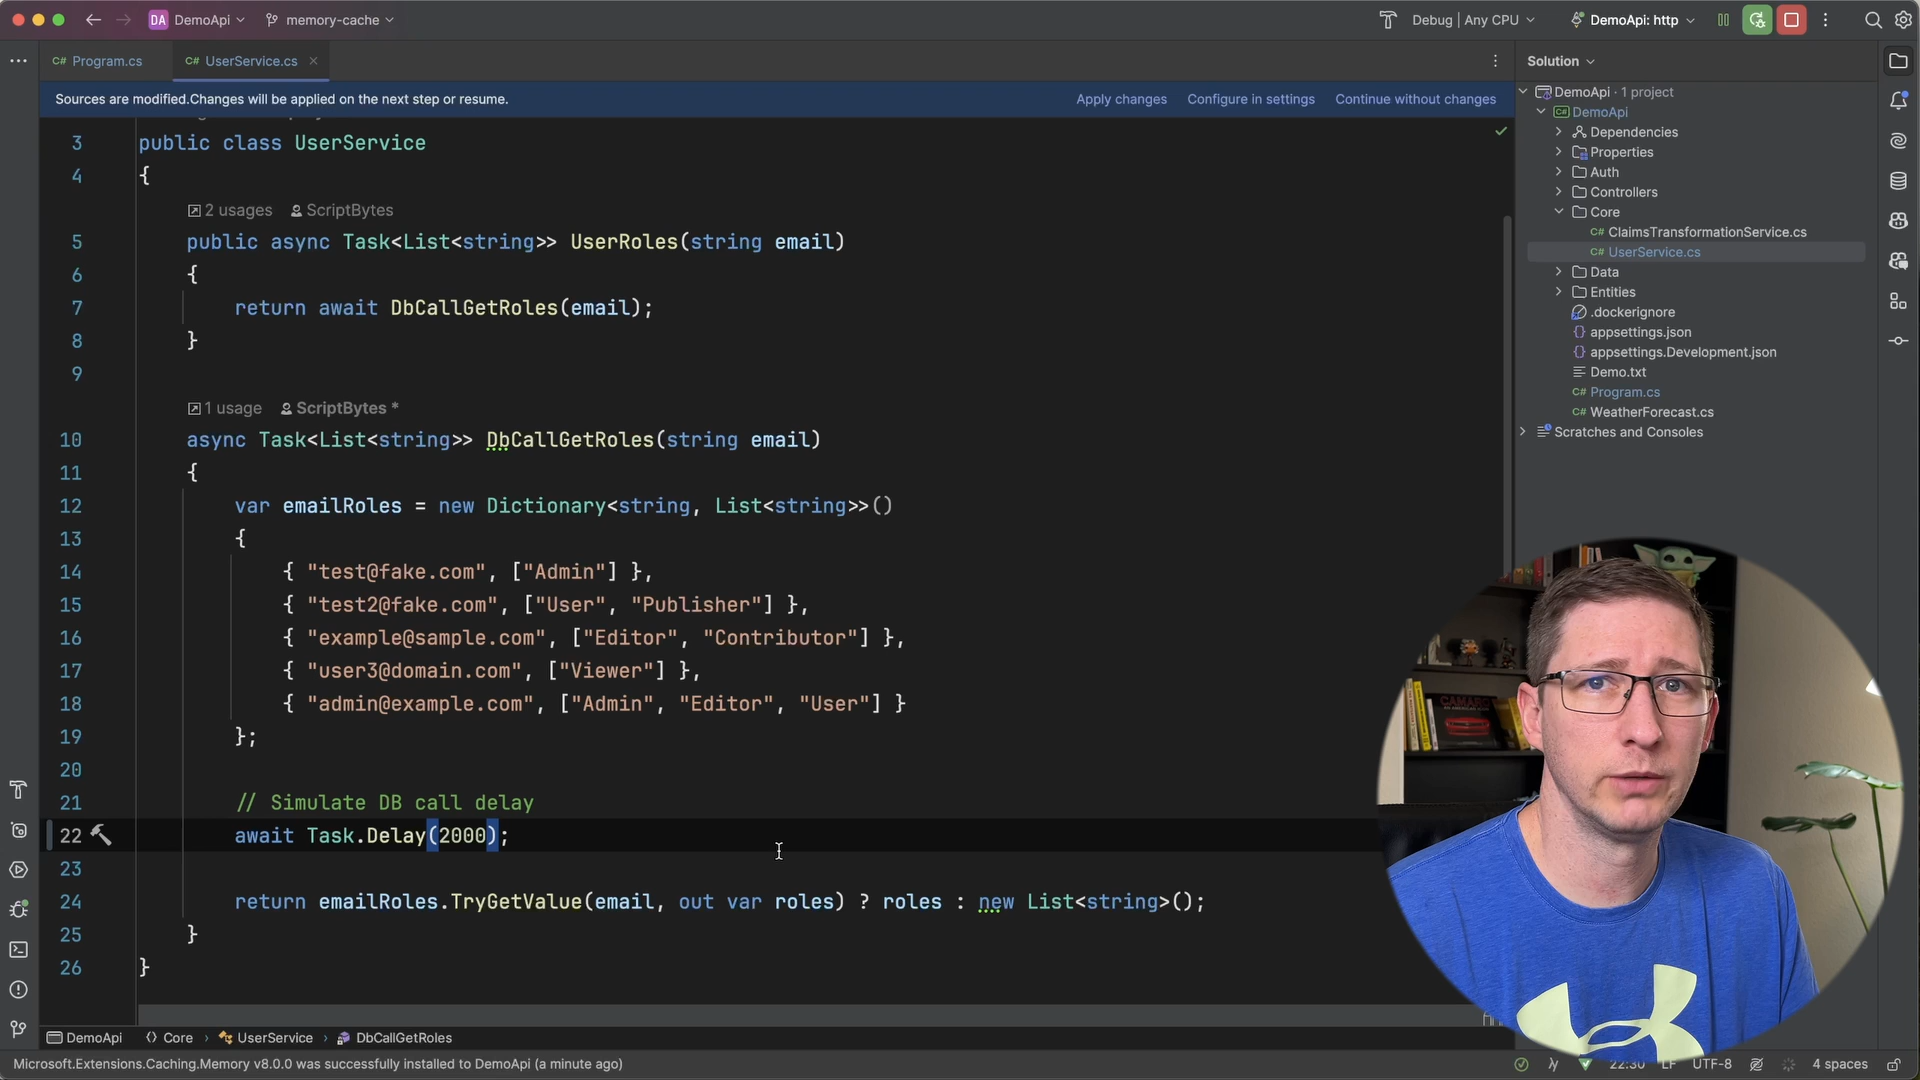 DA DemoApi memory-cache Debug | Any CPU DemoApi: http
C# Program.cs C# UserService.cs Solution
Sources are modified.Changes will be applied on the next step or resume. Apply changes Configure in settings Continue without changes
3 public class UserService
4 {
2 usages ScriptBytes
5 public async Task<List<string>> UserRoles(string email)
6 {
7 return await DbCallGetRoles(email);
8 }
9
1 usage ScriptBytes *
10 async Task<List<string>> DbCallGetRoles(string email)
11 {
12 var emailRoles = new Dictionary<string, List<string>>()
13 {
14 { "test@fake.com", ["Admin"] },
15 { "test2@fake.com", ["User", "Publisher"] },
16 { "example@sample.com", ["Editor", "Contributor"] },
17 { "user3@domain.com", ["Viewer"] },
18 { "admin@example.com", ["Admin", "Editor", "User"] }
19 };
20
21 // Simulate DB call delay
22 await Task.Delay(2000);
23
24 return emailRoles.TryGetValue(email, out var roles) ? roles : new List<string>();
25 }
26 }
DemoApi · 1 project
C# DemoApi
Dependencies
Properties
Auth
Controllers
Core
C# ClaimsTransformationService.cs
C# UserService.cs
Data
Entities
.dockerignore
{} appsettings.json
{} appsettings.Development.json
Demo.txt
C# Program.cs
C# WeatherForecast.cs
Scratches and Consoles
CAMARO
DemoApi Core UserService DbCallGetRoles
Microsoft.Extensions.Caching.Memory v8.0.0 was successfully installed to DemoApi (a minute ago) 22:30 LF UTF-8 4 spaces